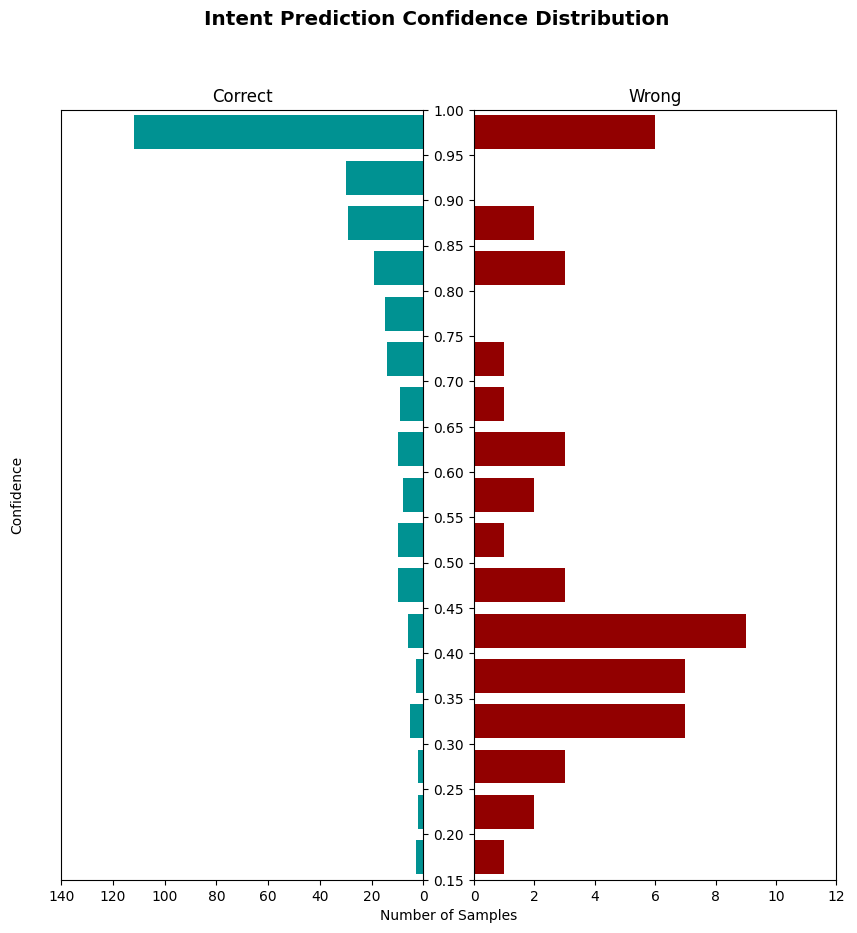 Intent Prediction Confidence Distribution
Correct
Wrong
Confidence
1.00
0.95
0.90
0.85
0.80
0.75
0.70
0.65
0.60
0.55
0.50
0.45
0.40
0.35
0.30
0.25
0.20
0.15
140 120 100 80 60 40 20 0
0 2 4 6 8 10 12
Number of Samples